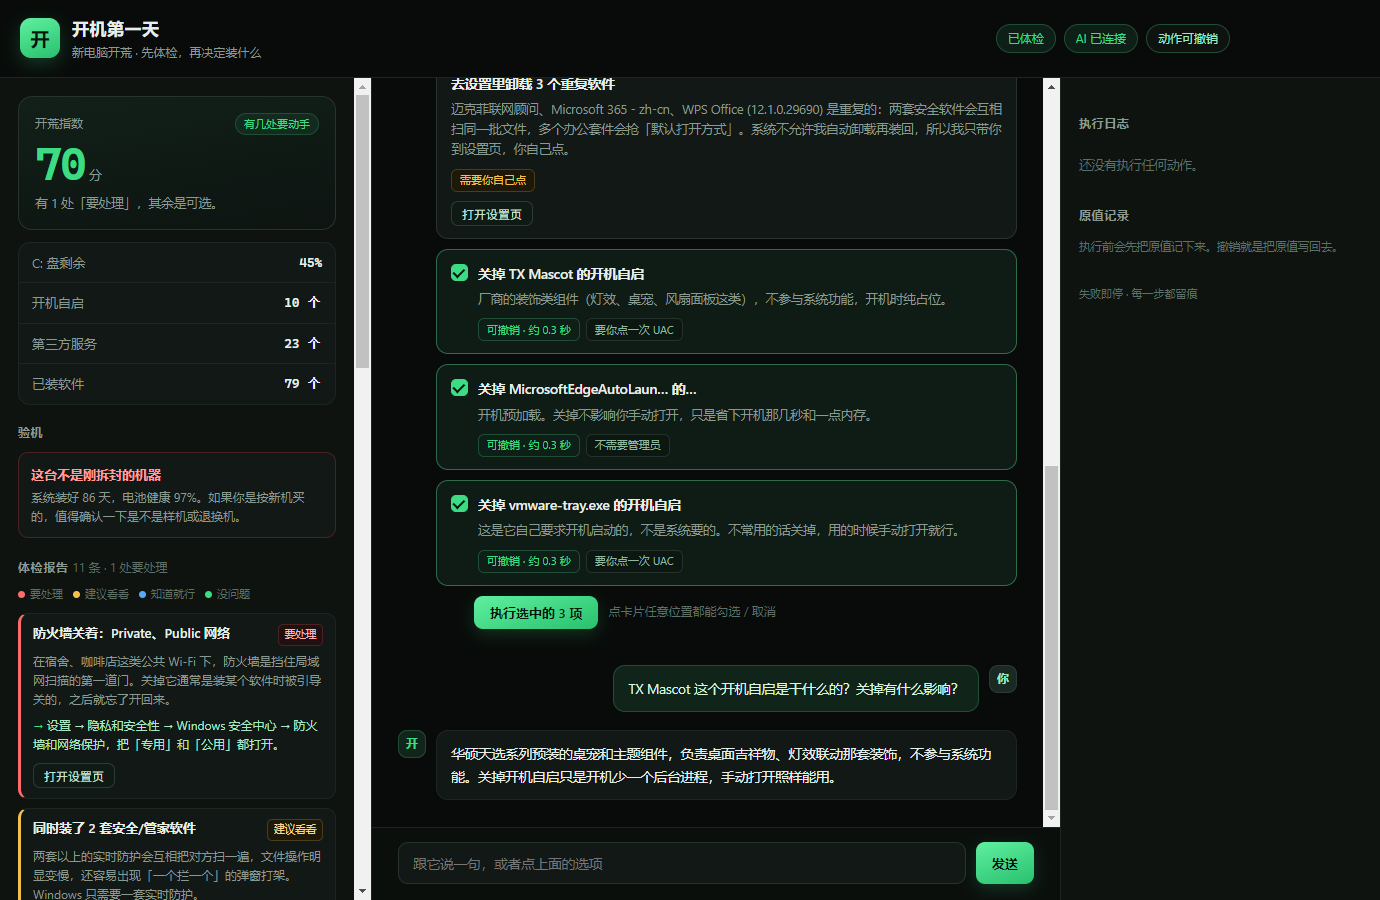 开
开机第一天
新电脑开荒 · 先体检，再决定装什么
已体检
AI 已连接
动作可撤销
开荒指数
有几处要动手
70 分
有 1 处「要处理」，其余是可选。
C: 盘剩余
45%
开机自启
10 个
第三方服务
23 个
已装软件
79 个
验机
这台不是刚拆封的机器
系统装好 86 天，电池健康 97%。如果你是按新机买
的，值得确认一下是不是样机或退换机。
体检报告 11 条 · 1 处要处理
要处理
建议看看
知道就行
没问题
防火墙关着：Private、Public 网络
要处理
在宿舍、咖啡店这类公共 Wi-Fi 下，防火墙是挡住局域
网扫描的第一道门。关掉它通常是装某个软件时被引导
关的，之后就忘了开回来。
→ 设置 → 隐私和安全性 → Windows 安全中心 → 防火
墙和网络保护，把「专用」和「公用」都打开。
打开设置页
同时装了 2 套安全/管家软件
建议看看
两套以上的实时防护会互相把对方扫一遍，文件操作明
显变慢，还容易出现「一个拦一个」的弹窗打架。
Windows 只需要一套实时防护。
去设置里卸载 3 个重复软件
迈克菲联网顾问、Microsoft 365 - zh-cn、WPS Office (12.1.0.29690) 是重复的：两套安全软件会互相
扫同一批文件，多个办公套件会抢「默认打开方式」。系统不允许我自动卸载再装回，所以我只带你
到设置页，你自己点。
需要你自己点
打开设置页
关掉 TX Mascot 的开机自启
厂商的装饰类组件（灯效、桌宠、风扇面板这类），不参与系统功能，开机时纯占位。
可撤销 · 约 0.3 秒
要你点一次 UAC
关掉 MicrosoftEdgeAutoLaun... 的...
开机预加载。关掉不影响你手动打开，只是省下开机那几秒和一点内存。
可撤销 · 约 0.3 秒
不需要管理员
关掉 vmware-tray.exe 的开机自启
这是它自己要求开机启动的，不是系统要的。不常用的话关掉，用的时候手动打开就行。
可撤销 · 约 0.3 秒
要你点一次 UAC
执行选中的 3 项
点卡片任意位置都能勾选 / 取消
TX Mascot 这个开机自启是干什么的？关掉有什么影响？
你
开
华硕天选系列预装的桌宠和主题组件，负责桌面吉祥物、灯效联动那套装饰，不参与系统功
能。关掉开机自启只是开机少一个后台进程，手动打开照样能用。
跟它说一句，或者点上面的选项
发送
执行日志
还没有执行任何动作。
原值记录
执行前会先把原值记下来。撤销就是把原值写回去。
失败即停 · 每一步都留痕